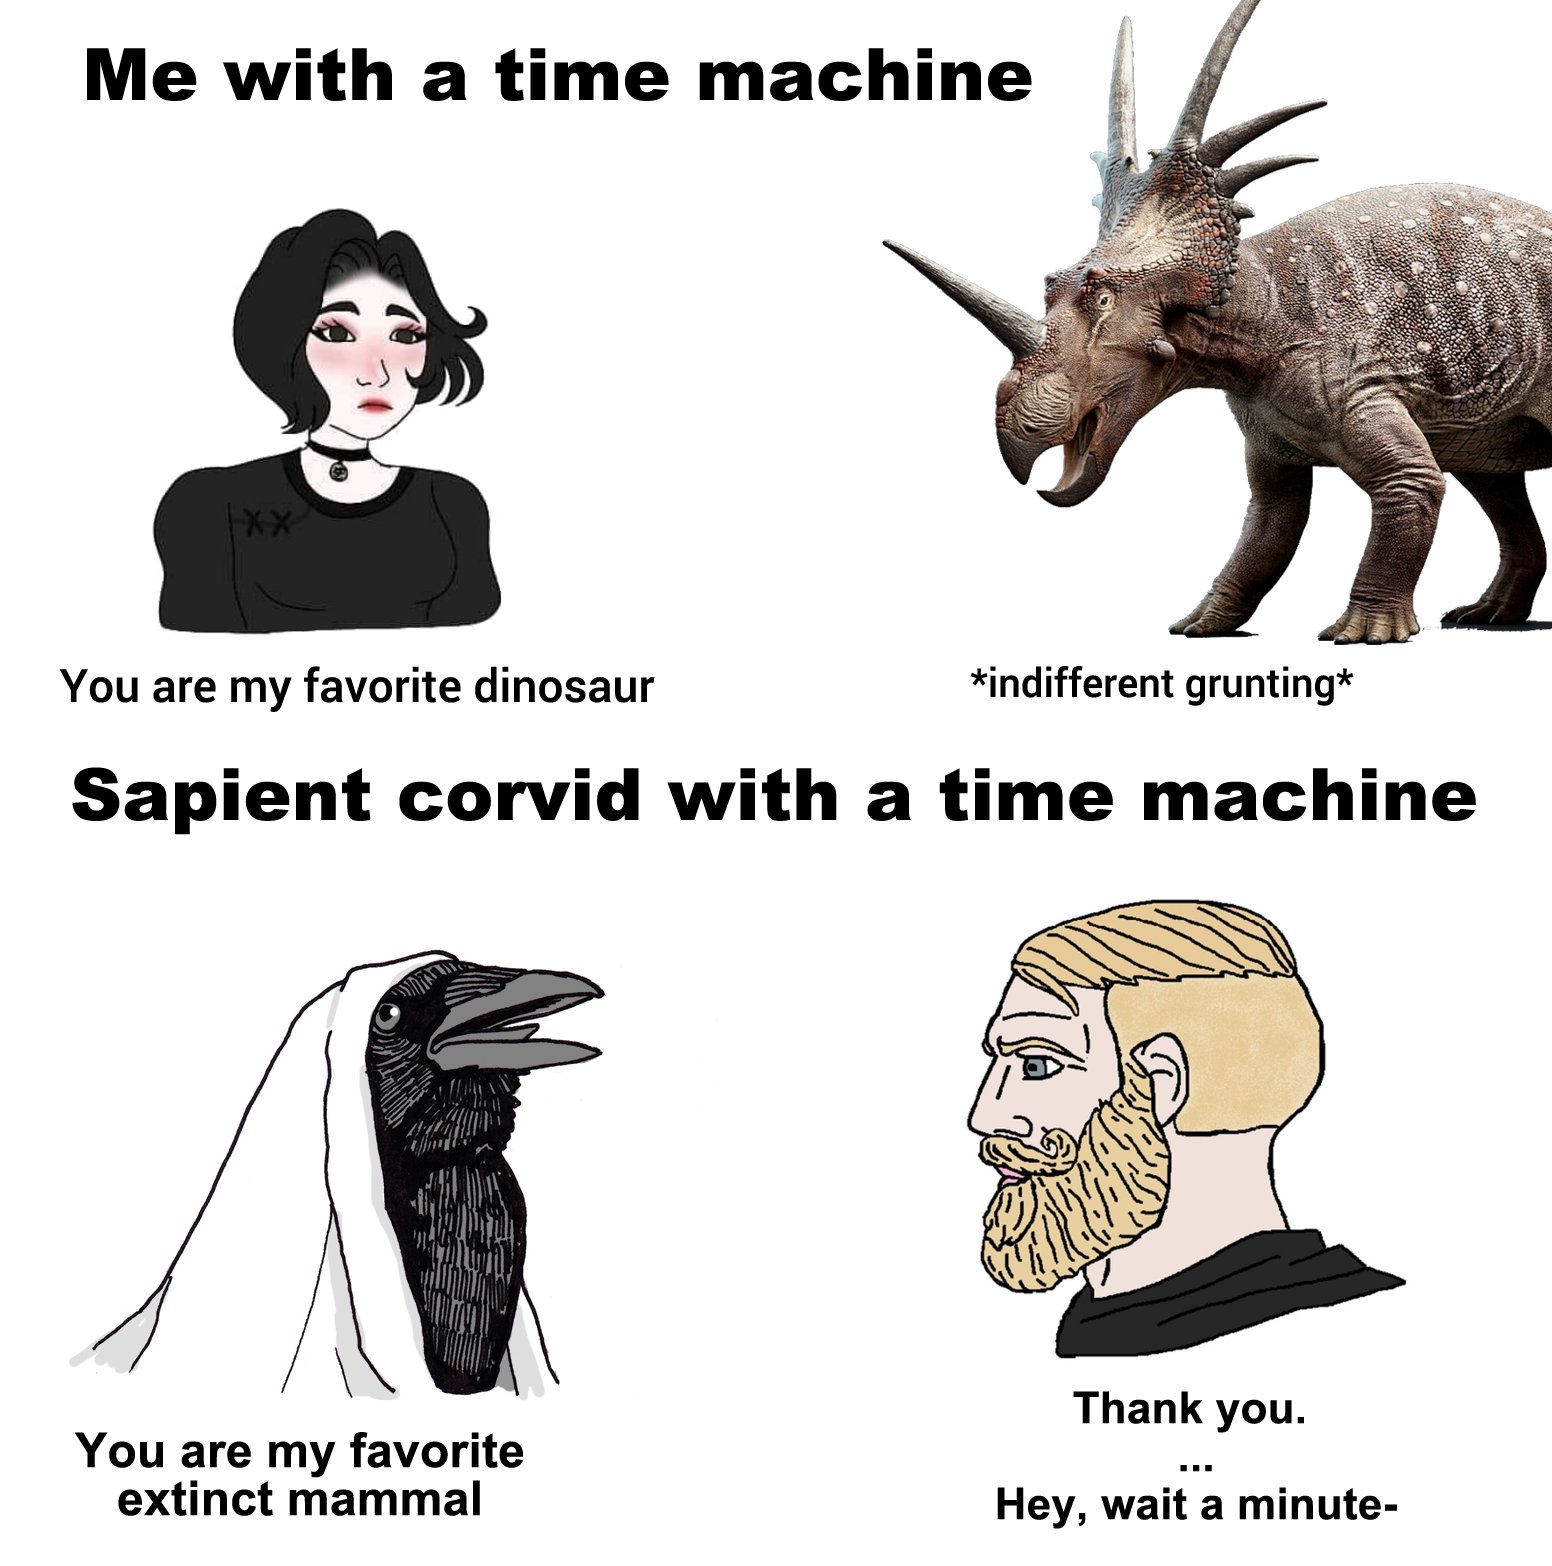 Me with a time machine
You are my favorite dinosaur
*indifferent grunting*
Sapient corvid with a time machine
You are my favorite
extinct mammal
Thank you.
...
Hey, wait a minute-